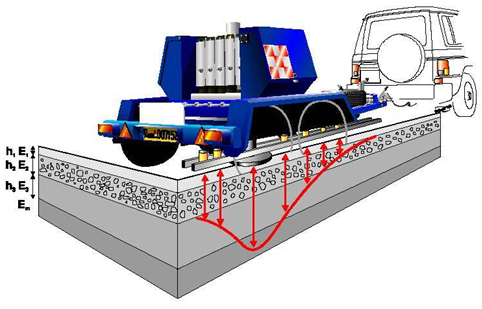 h₁ E₁
h₂ E₂
h₃ E₃
Eₘ